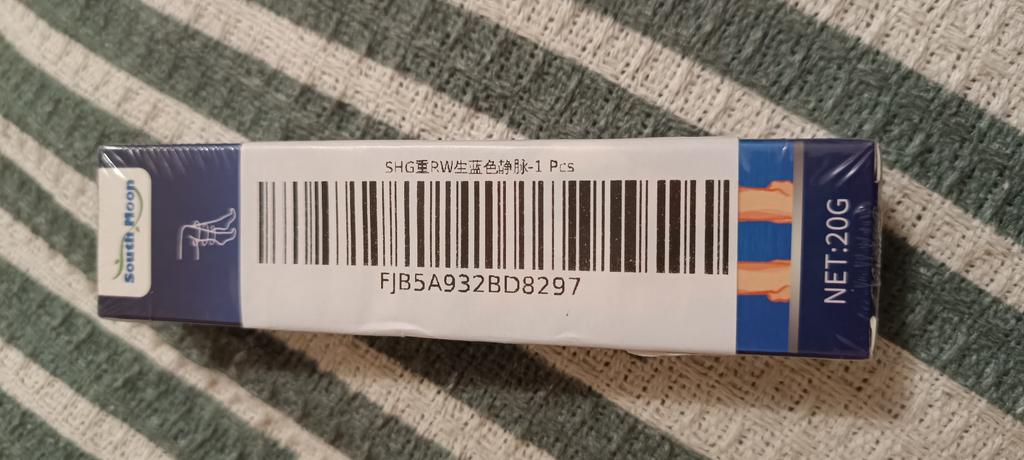 South Moon
SHG重RW生蓝色静脉-1 Pcs
FJB5A932BD8297
NET:20G